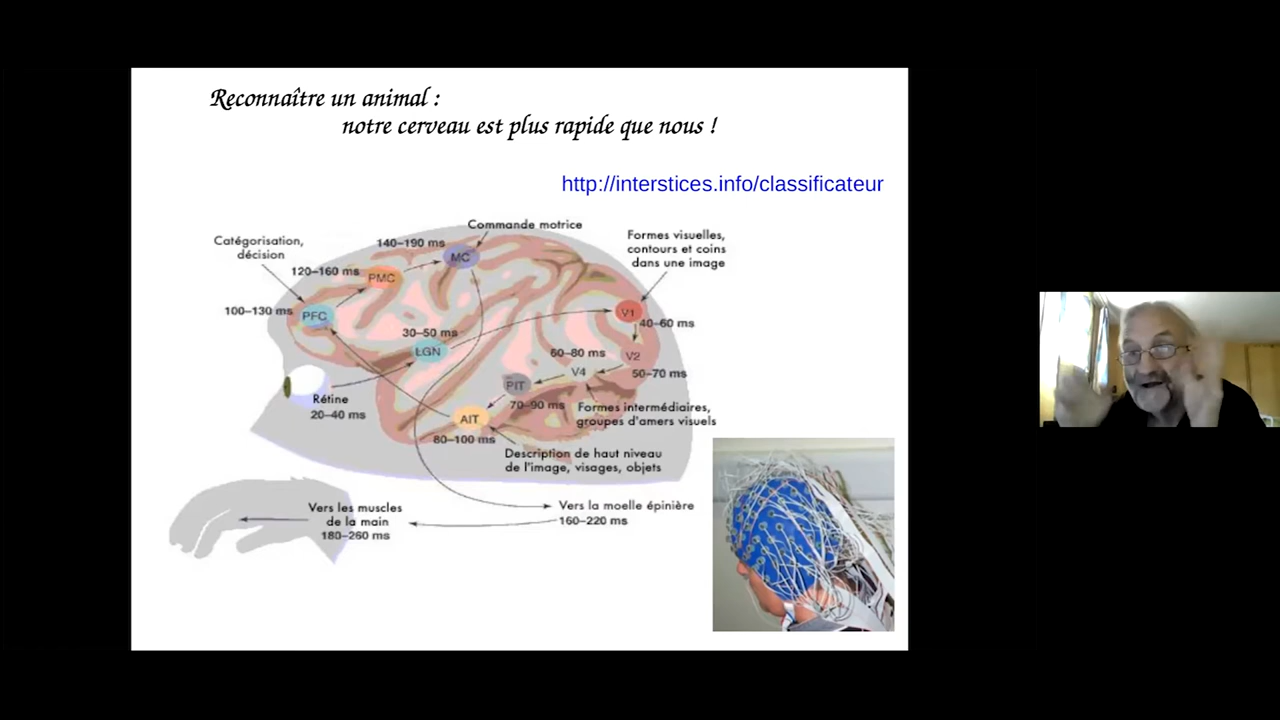 Reconnaître un animal :
notre cerveau est plus rapide que nous !
http://interstices.info/classificateur
Commande motrice
Catégorisation,
décision
140–190 ms
MC
Formes visuelles,
contours et coins
dans une image
120–160 ms
PMC
100–130 ms
PFC
V1
40–60 ms
30–50 ms
LGN
60–80 ms
V2
V4
50–70 ms
PIT
Rétine
20–40 ms
70–90 ms
Formes intermédiaires,
groupes d'amers visuels
AIT
80–100 ms
Description de haut niveau
de l'image, visages, objets
Vers les muscles
de la main
180–260 ms
Vers la moelle épinière
160–220 ms